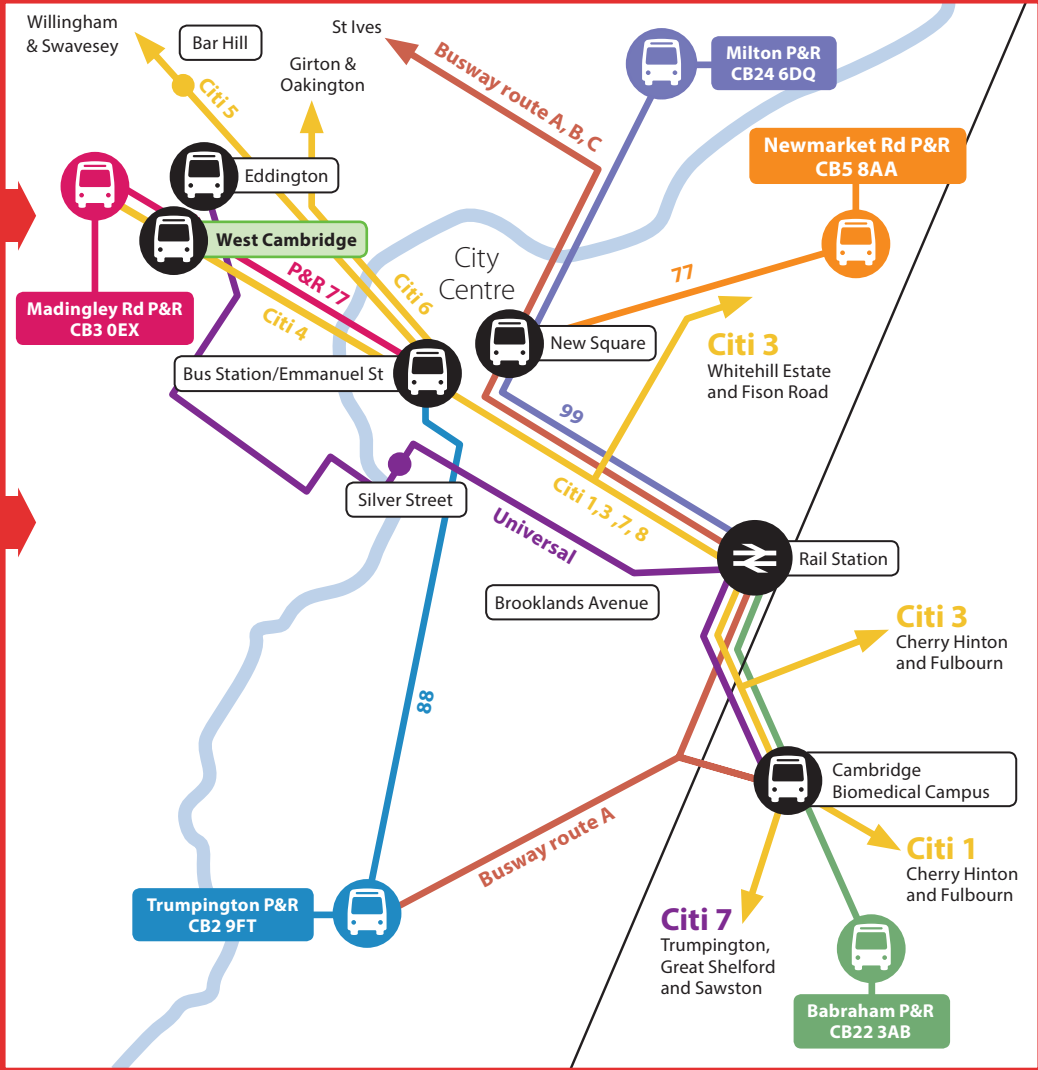 Willingham
& Swavesey
Bar Hill
St Ives
Girton &
Oakington
Citi 5
Busway route A, B, C
Milton P&R
CB24 6DQ
Newmarket Rd P&R
CB5 8AA
Eddington
West Cambridge
Madingley Rd P&R
CB3 0EX
P&R 77
Citi 4
Citi 6
City
Centre
77
Bus Station/Emmanuel St
New Square
Citi 3
Whitehill Estate
and Fison Road
99
Citi 1,3 ,7, 8
Silver Street
Universal
Rail Station
Brooklands Avenue
Citi 3
Cherry Hinton
and Fulbourn
88
Cambridge
Biomedical Campus
Busway route A
Citi 1
Cherry Hinton
and Fulbourn
Trumpington P&R
CB2 9FT
Citi 7
Trumpington,
Great Shelford
and Sawston
Babraham P&R
CB22 3AB